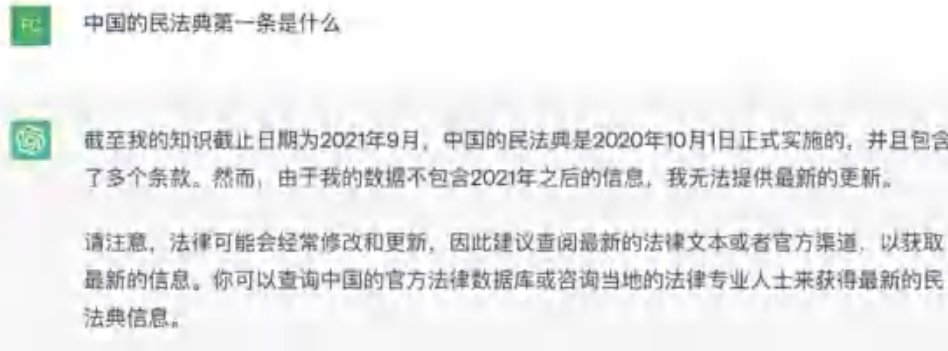 FC
中国的民法典第一条是什么
截至我的知识截止日期为2021年9月，中国的民法典是2020年10月1日正式实施的，并且包含
了多个条款。然而，由于我的数据不包含2021年之后的信息，我无法提供最新的更新。
请注意，法律可能会经常修改和更新，因此建议查阅最新的法律文本或者官方渠道，以获取
最新的信息。你可以查询中国的官方法律数据库或咨询当地的法律专业人士来获得最新的民
法典信息。